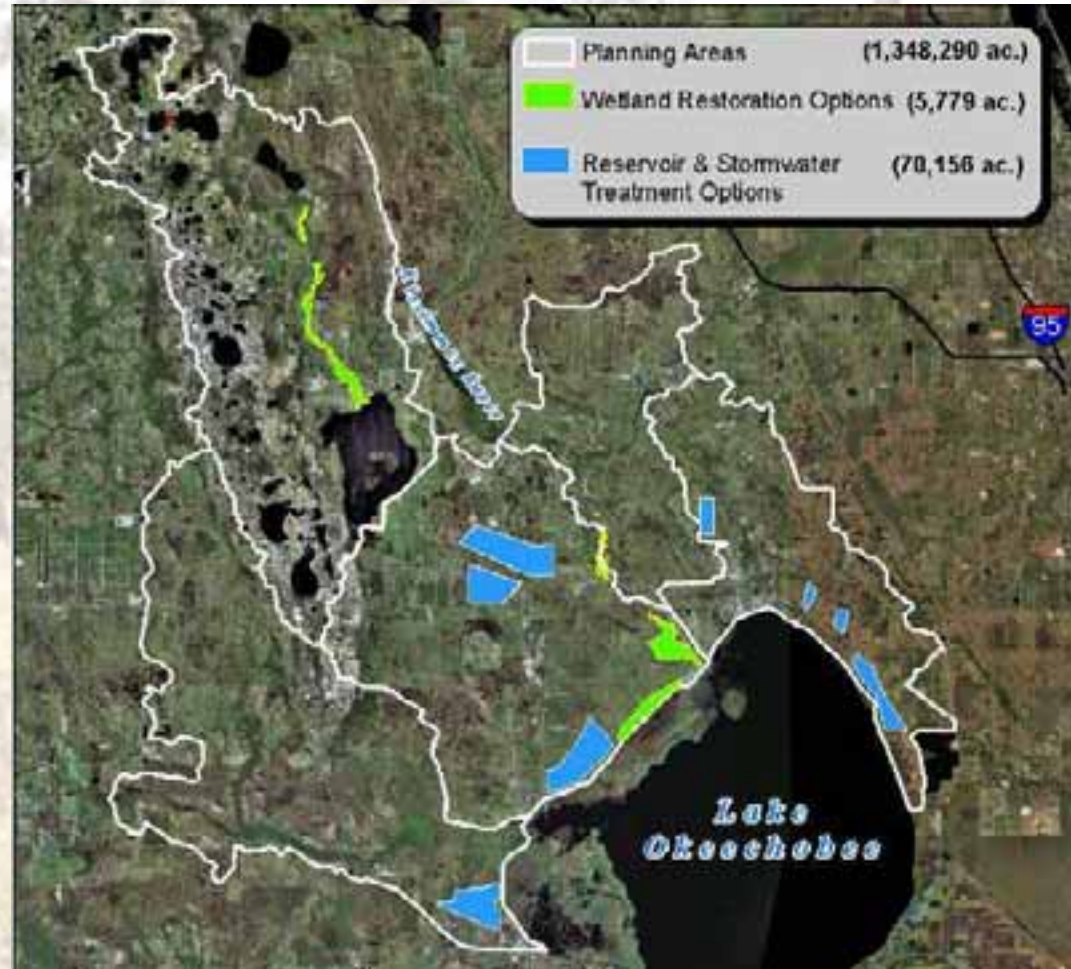 Planning Areas (1,348,290 ac.)
Wetland Restoration Options (5,779 ac.)
Reservoir & Stormwater (70,156 ac.)
Treatment Options
95
Lake
Okeechobee